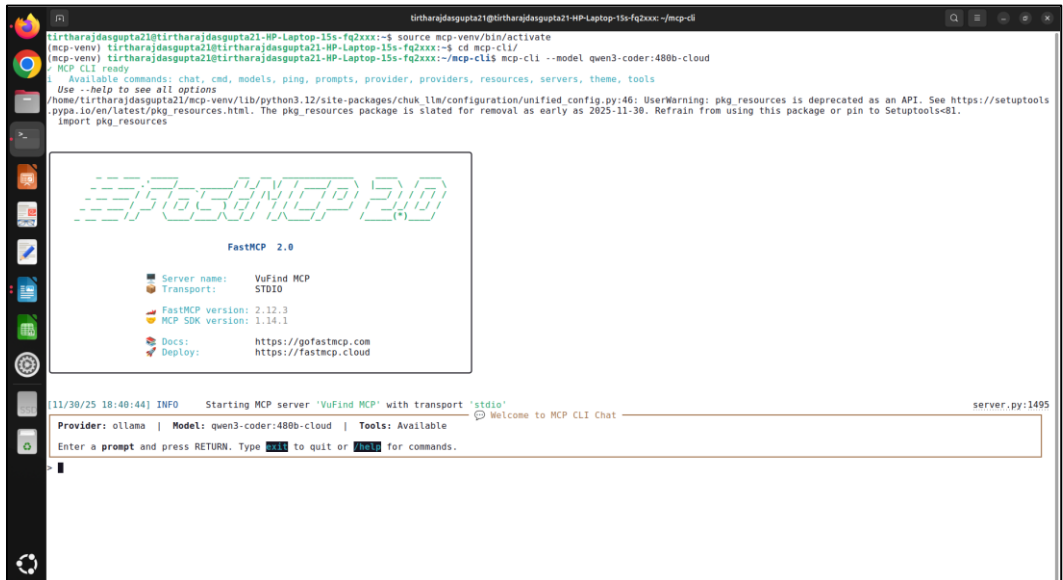 tirtharajdasgupta21@tirtharajdasgupta21-HP-Laptop-15s-fq2xxx: ~/mcp-cli
tirtharajdasgupta21@tirtharajdasgupta21-HP-Laptop-15s-fq2xxx:~$ source mcp-venv/bin/activate
(mcp-venv) tirtharajdasgupta21@tirtharajdasgupta21-HP-Laptop-15s-fq2xxx:~$ cd mcp-cli/
(mcp-venv) tirtharajdasgupta21@tirtharajdasgupta21-HP-Laptop-15s-fq2xxx:~/mcp-cli$ mcp-cli --model qwen3-coder:480b-cloud
✓ MCP CLI ready
i   Available commands: chat, cmd, models, ping, prompts, provider, providers, resources, servers, theme, tools
Use --help to see all options
/home/tirtharajdasgupta21/mcp-venv/lib/python3.12/site-packages/chuk_llm/configuration/unified_config.py:46: UserWarning: pkg_resources is deprecated as an API. See https://setuptools
.pypa.io/en/latest/pkg_resources.html. The pkg_resources package is slated for removal as early as 2025-11-30. Refrain from using this package or pin to Setuptools<81.
import pkg_resources
FastMCP 2.0
FastMCP  2.0
Server name: VuFind MCP
Transport: STDIO
FastMCP version: 2.12.3
MCP SDK version: 1.14.1
Docs: https://gofastmcp.com
Deploy: https://fastmcp.cloud
[11/30/25 18:40:44] INFO Starting MCP server 'VuFind MCP' with transport 'stdio' server.py:1495
Welcome to MCP CLI Chat
Provider: ollama | Model: qwen3-coder:480b-cloud | Tools: Available
Enter a prompt and press RETURN. Type exit to quit or /help for commands.
>
SSD